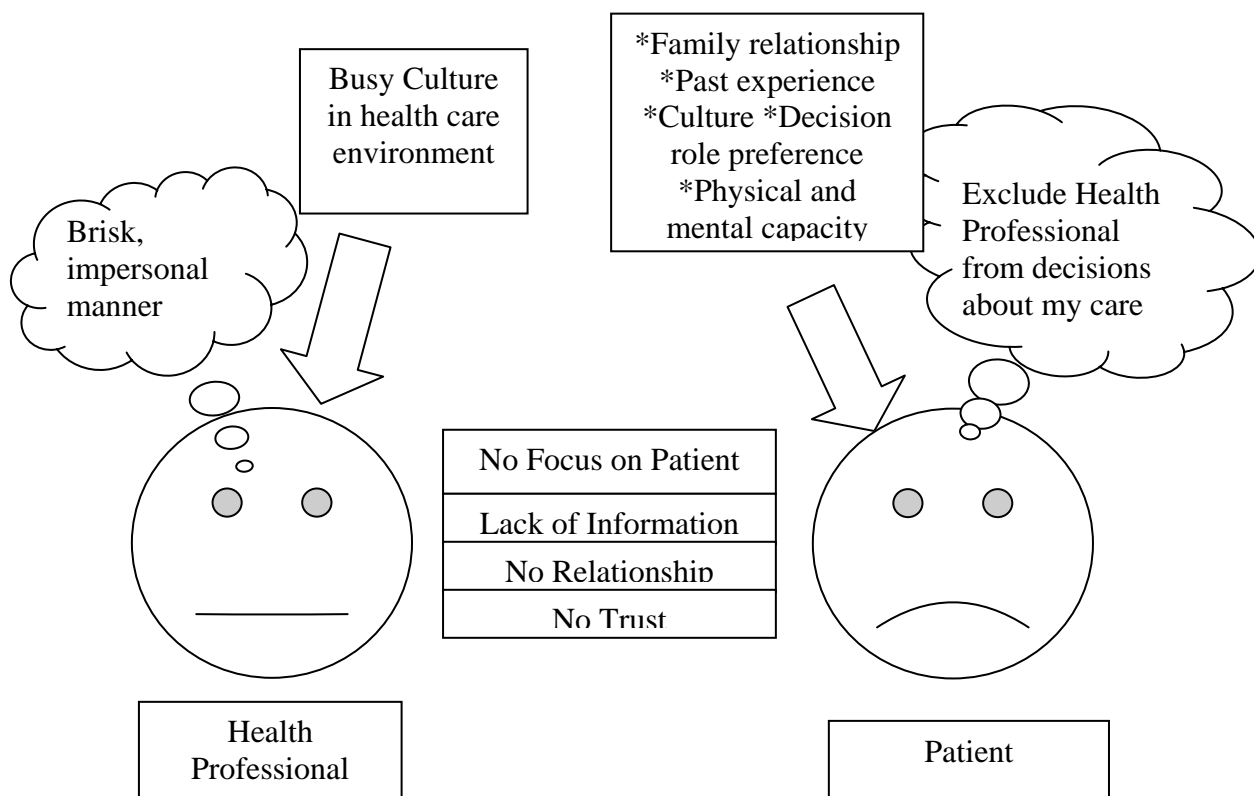 Busy Culture
in health care
environment
*Family relationship
*Past experience
*Culture *Decision
role preference
*Physical and
mental capacity
Brisk,
impersonal
manner
Exclude Health
Professional
from decisions
about my care
No Focus on Patient
Lack of Information
No Relationship
No Trust
Health
Professional
Patient